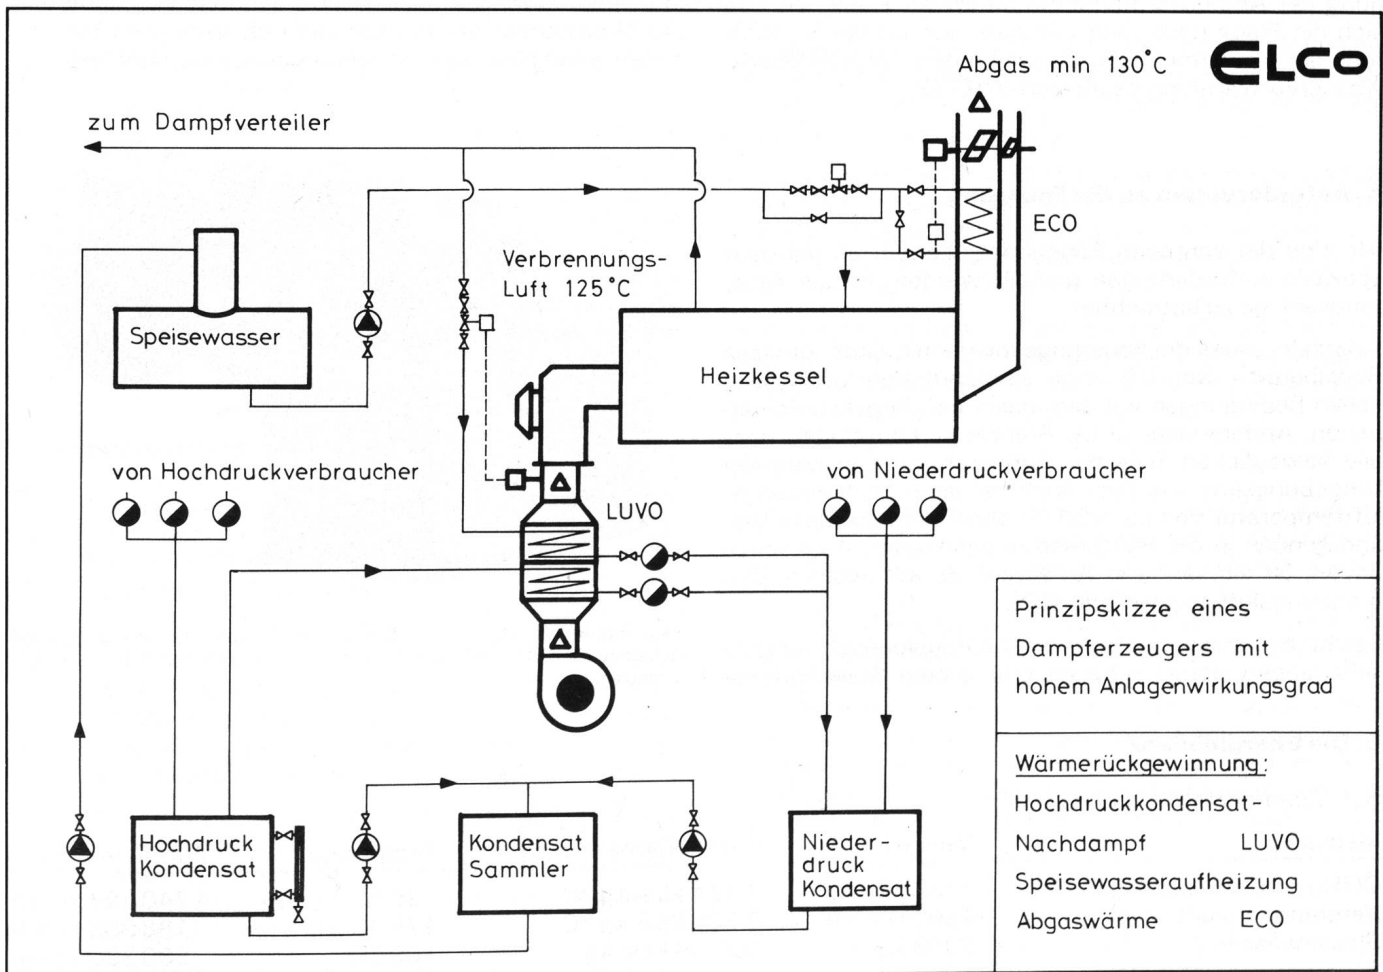 ELCO
Abgas min 130°C
zum Dampfverteiler
ECO
Verbrennungs-
Luft 125°C
Speisewasser
Heizkessel
von Hochdruckverbraucher
LUVO
von Niederdruckverbraucher
Prinzipskizze eines
Dampferzeugers mit
hohem Anlagenwirkungsgrad
Wärmerückgewinnung:
Hochdruckkondensat-
Nachdampf LUVO
Speisewasseraufheizung
Abgaswärme ECO
Hochdruck
Kondensat
Kondensat
Sammler
Nieder-
druck
Kondensat